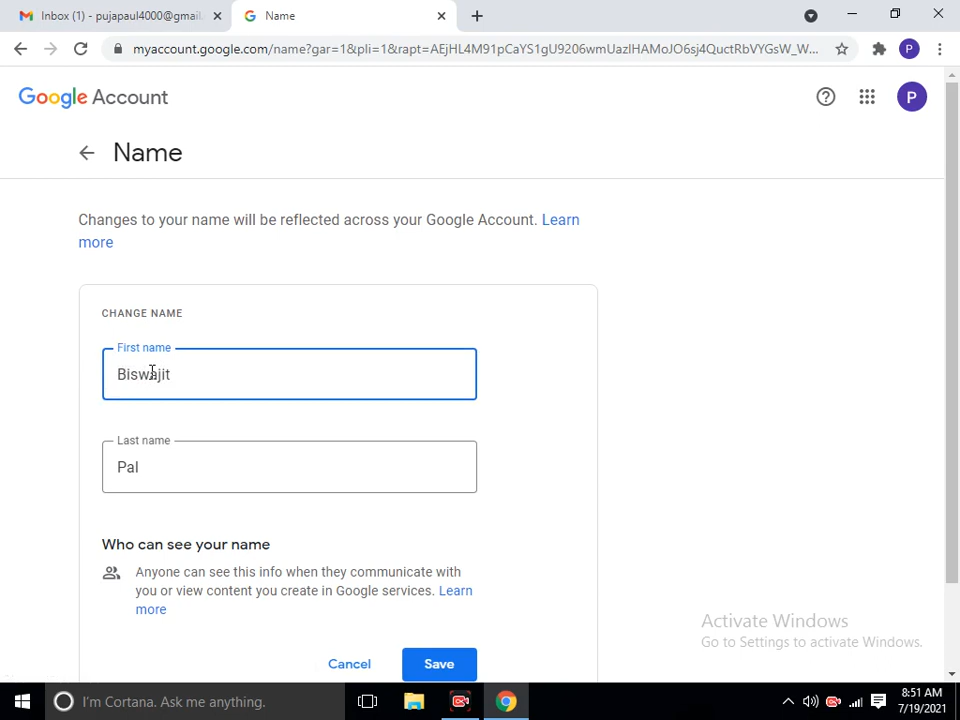 Inbox (1) - pujapaul4000@gmail.
Name
myaccount.google.com/name?gar=1&pli=1&rapt=AEjHL4M91pCaYS1gU9206wmUazlHAMoJO6sj4QuctRbVYGsW_W...
P
Google Account
P
Name
Changes to your name will be reflected across your Google Account. Learn
more
CHANGE NAME
First name
Biswajit
Last name
Pal
Who can see your name
Anyone can see this info when they communicate with
you or view content you create in Google services. Learn
more
Cancel
Save
Activate Windows
Go to Settings to activate Windows.
I'm Cortana. Ask me anything.
8:51 AM
7/19/2021